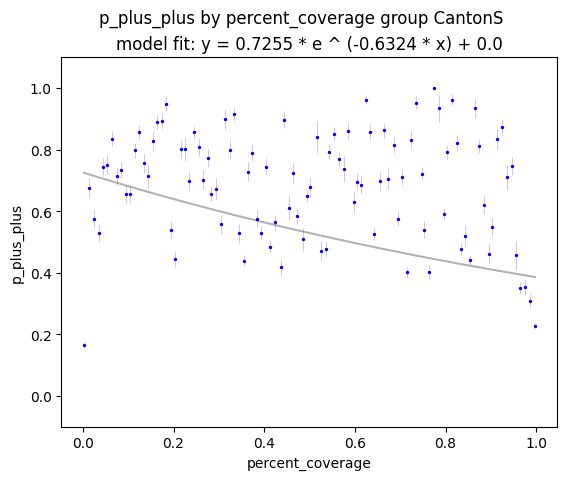 p_plus_plus by percent_coverage group CantonS
model fit: y = 0.7255 * e ^ (-0.6324 * x) + 0.0
1.0
0.8
0.6
0.4
0.2
0.0
p_plus_plus
0.0 0.2 0.4 0.6 0.8 1.0
percent_coverage